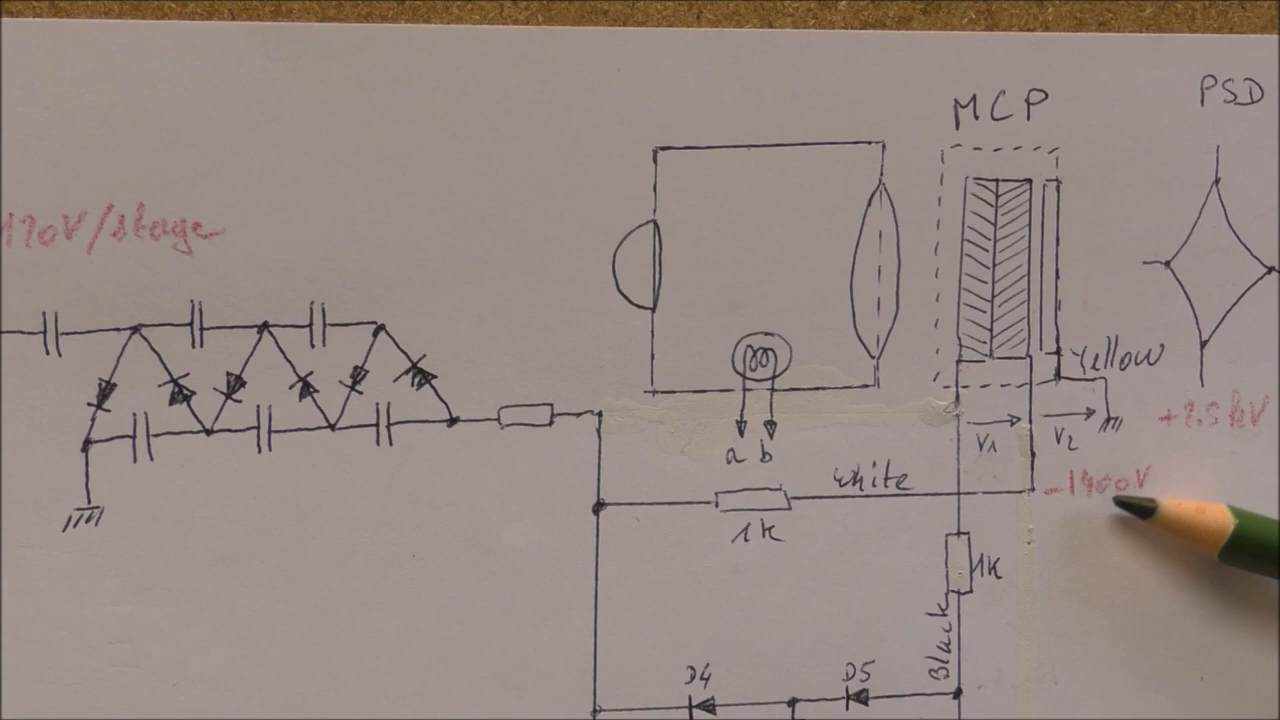 PSD
MCP
170V/stage
Yellow
+2.5kV
V1
V2
a b
white
-1400V
1K
1K
Black
D4
D5